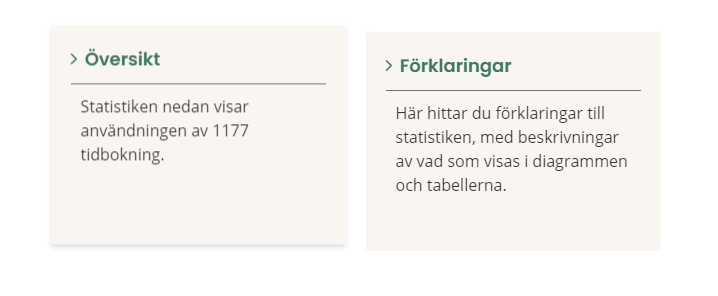 Översikt
Statistiken nedan visar
användningen av 1177
tidbokning.
Förklaringar
Här hittar du förklaringar till
statistiken, med beskrivningar
av vad som visas i diagrammen
och tabellerna.